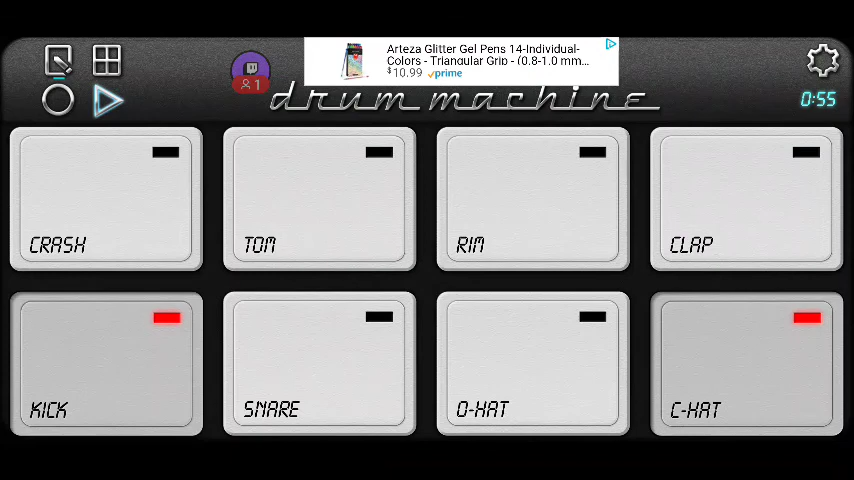 Arteza Glitter Gel Pens 14-Individual-
Colors - Triangular Grip - (0.8-1.0 mm...
$10.99 prime
1
drum machine
0:55
CRASH
TOM
RIM
CLAP
KICK
SNARE
O-HAT
C-HAT